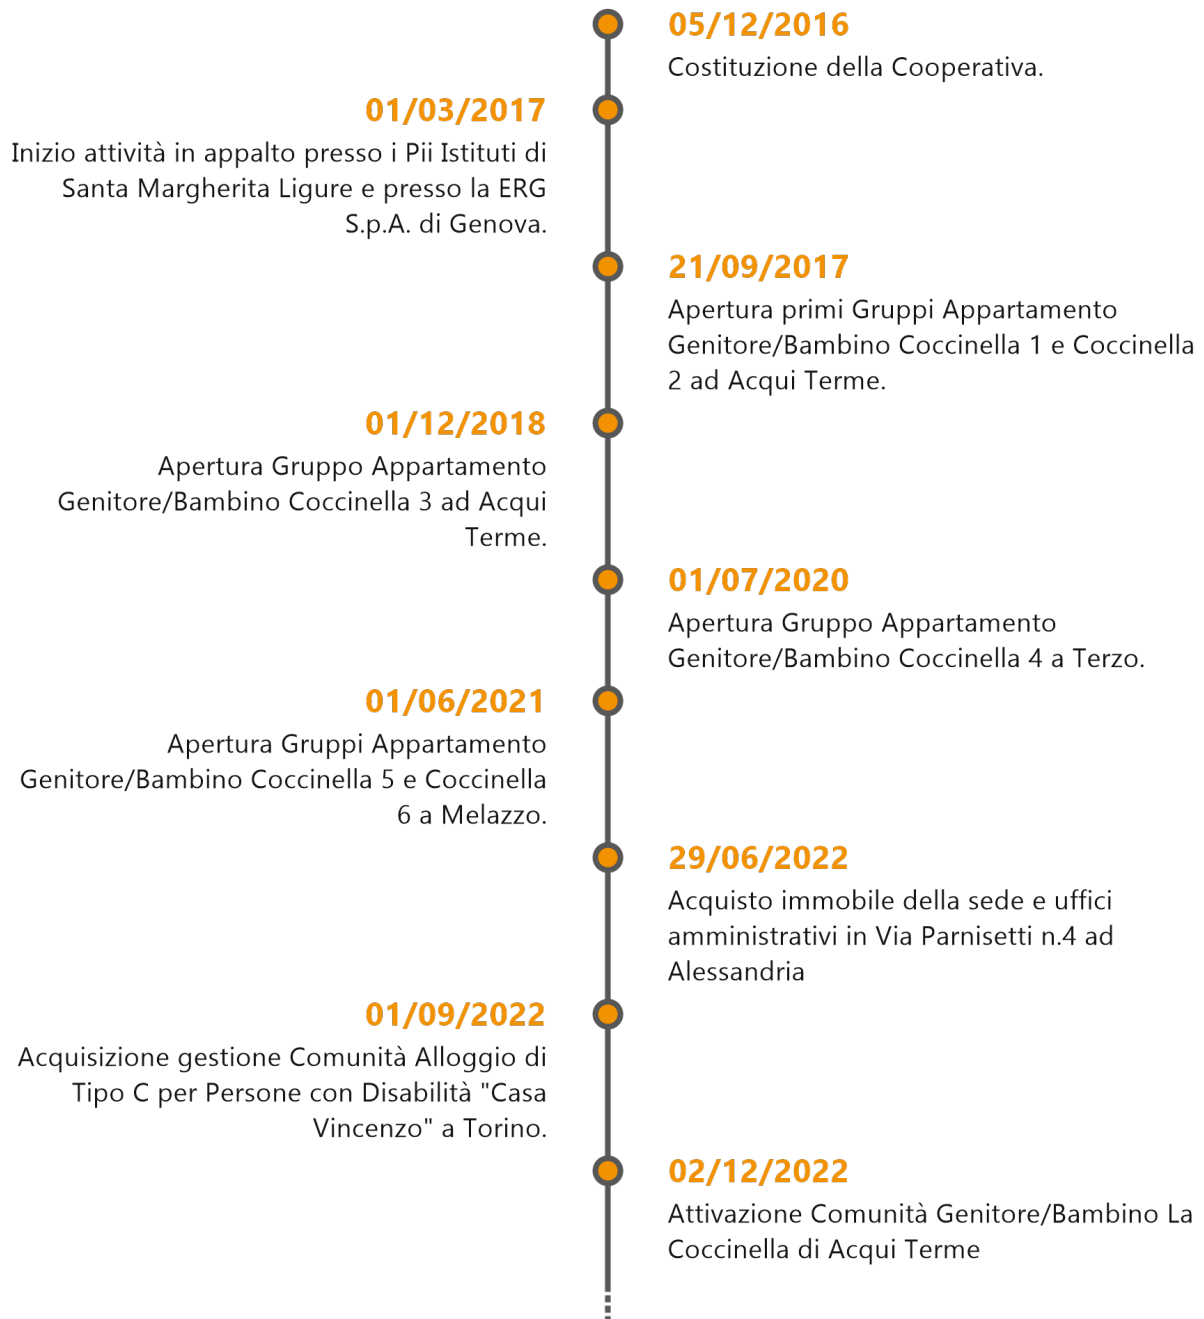 05/12/2016
Costituzione della Cooperativa.
01/03/2017
Inizio attività in appalto presso i Pii Istituti di
Santa Margherita Ligure e presso la ERG
S.p.A. di Genova.
21/09/2017
Apertura primi Gruppi Appartamento
Genitore/Bambino Coccinella 1 e Coccinella
2 ad Acqui Terme.
01/12/2018
Apertura Gruppo Appartamento
Genitore/Bambino Coccinella 3 ad Acqui
Terme.
01/07/2020
Apertura Gruppo Appartamento
Genitore/Bambino Coccinella 4 a Terzo.
01/06/2021
Apertura Gruppi Appartamento
Genitore/Bambino Coccinella 5 e Coccinella
6 a Melazzo.
29/06/2022
Acquisto immobile della sede e uffici
amministrativi in Via Parnisetti n.4 ad
Alessandria
01/09/2022
Acquisizione gestione Comunità Alloggio di
Tipo C per Persone con Disabilità "Casa
Vincenzo" a Torino.
02/12/2022
Attivazione Comunità Genitore/Bambino La
Coccinella di Acqui Terme